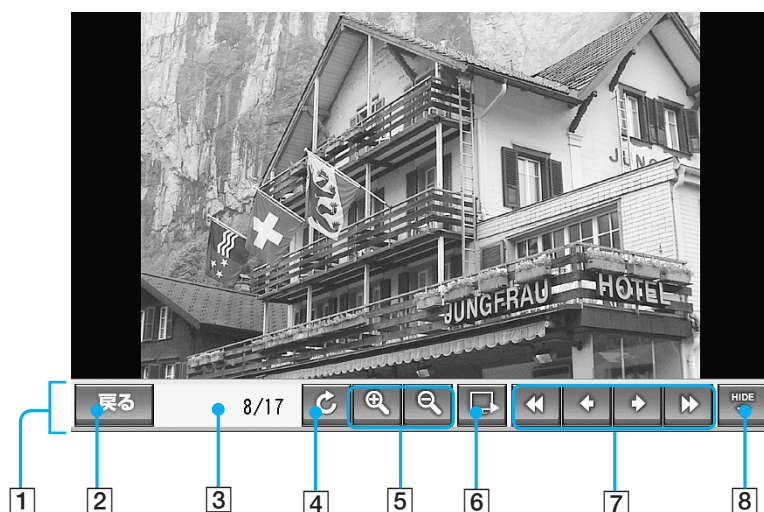 JUNG
JUNGFRAU HOTEL
戻る
8/17
HIDE
1 2 3 4 5 6 7 8